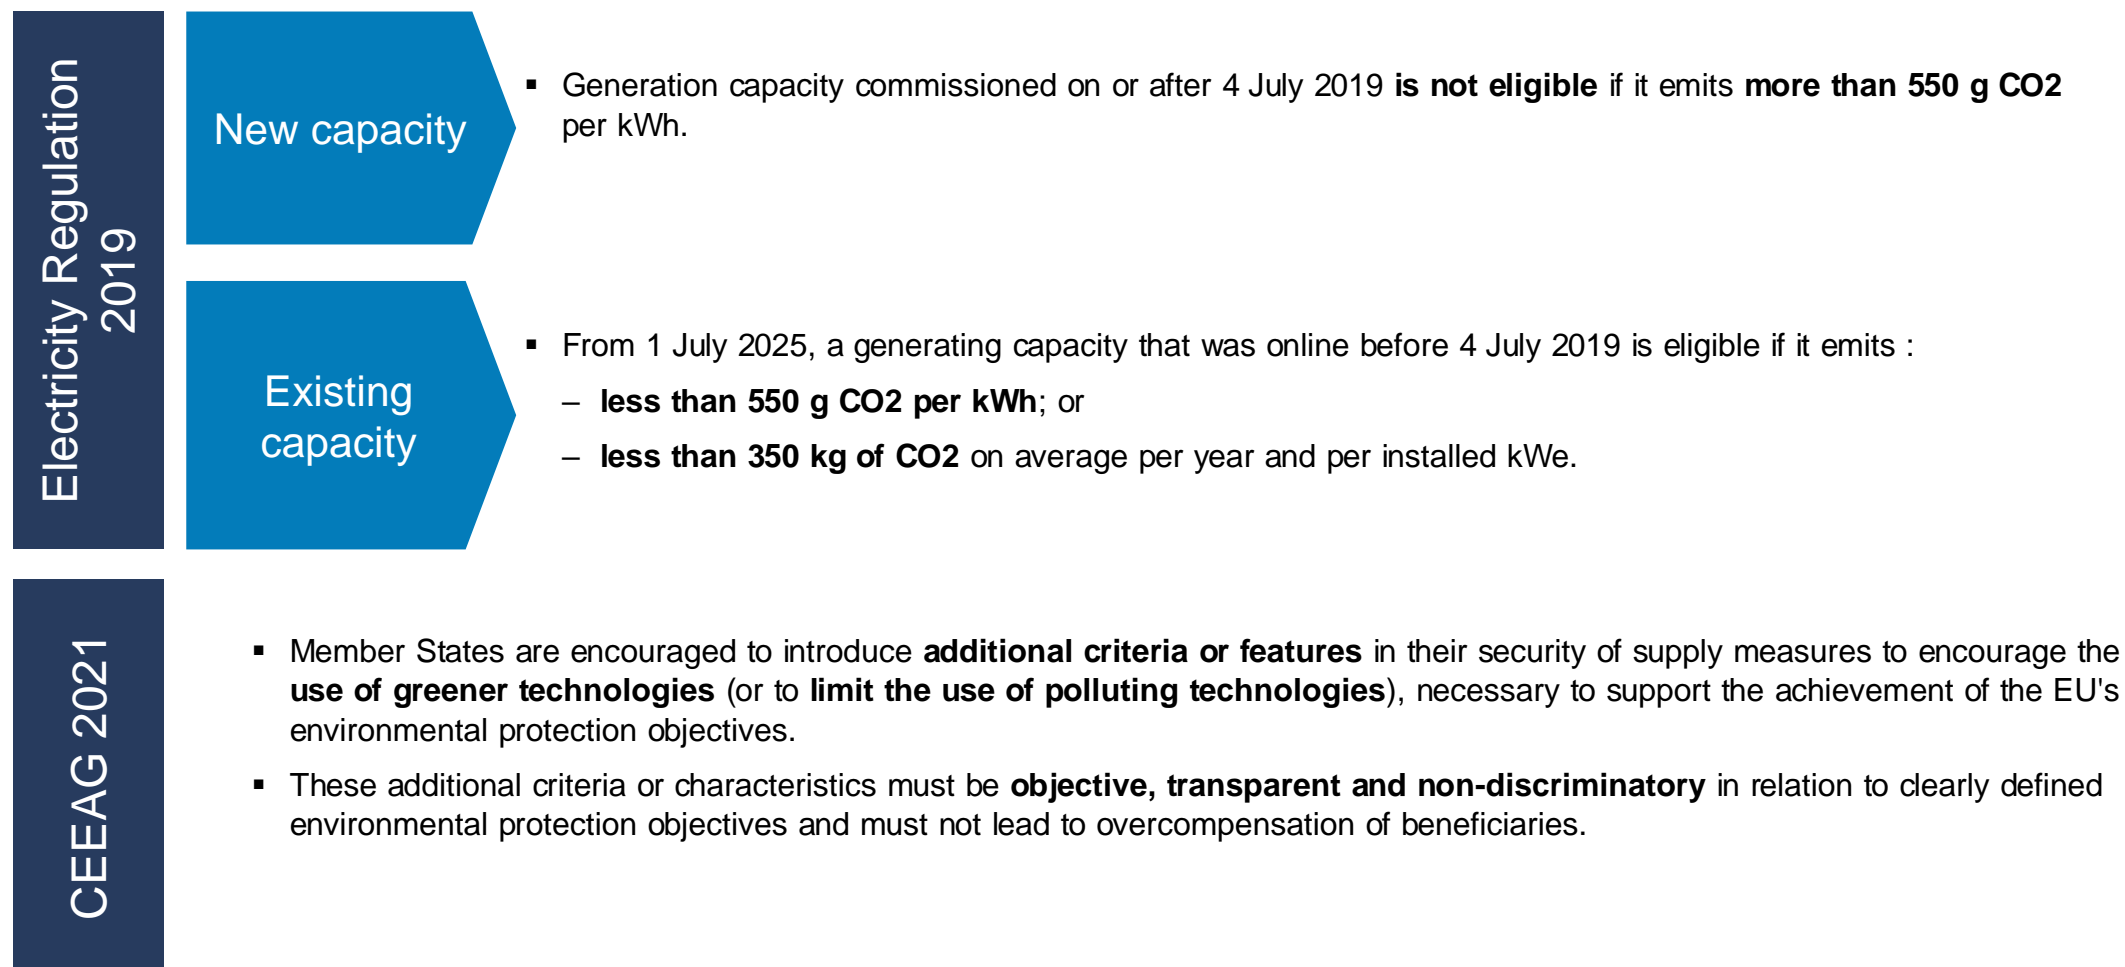 Electricity Regulation
2019
New capacity
▪ Generation capacity commissioned on or after 4 July 2019 is not eligible if it emits more than 550 g CO2
per kWh.
Existing
capacity
▪ From 1 July 2025, a generating capacity that was online before 4 July 2019 is eligible if it emits :
– less than 550 g CO2 per kWh; or
– less than 350 kg of CO2 on average per year and per installed kWe.
CEEAG 2021
▪ Member States are encouraged to introduce additional criteria or features in their security of supply measures to encourage the
use of greener technologies (or to limit the use of polluting technologies), necessary to support the achievement of the EU's
environmental protection objectives.
▪ These additional criteria or characteristics must be objective, transparent and non-discriminatory in relation to clearly defined
environmental protection objectives and must not lead to overcompensation of beneficiaries.